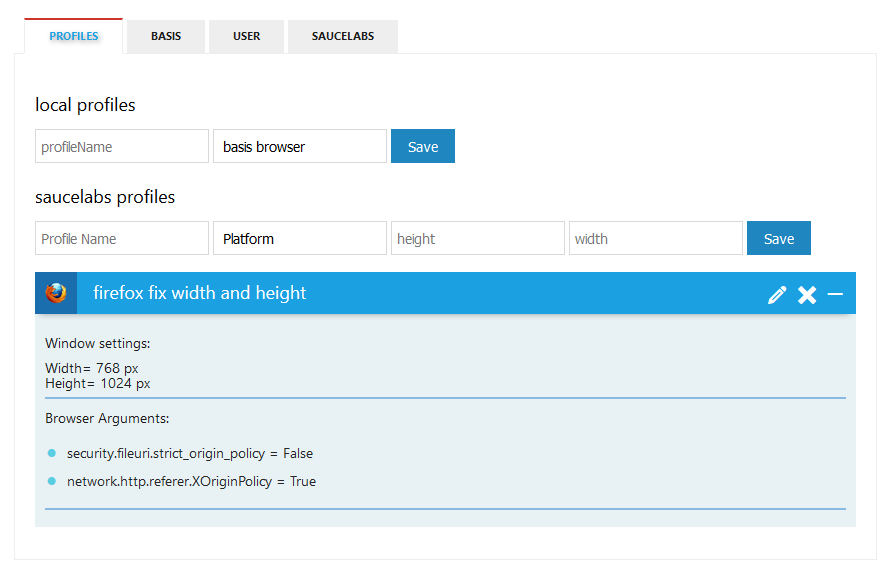 PROFILES BASIS USER SAUCELABS
local profiles
profileName basis browser Save
saucelabs profiles
Profile Name Platform height width Save
firefox fix width and height
Window settings:
Width= 768 px
Height= 1024 px
Browser Arguments:
security.fileuri.strict_origin_policy = False
network.http.referer.XOriginPolicy = True